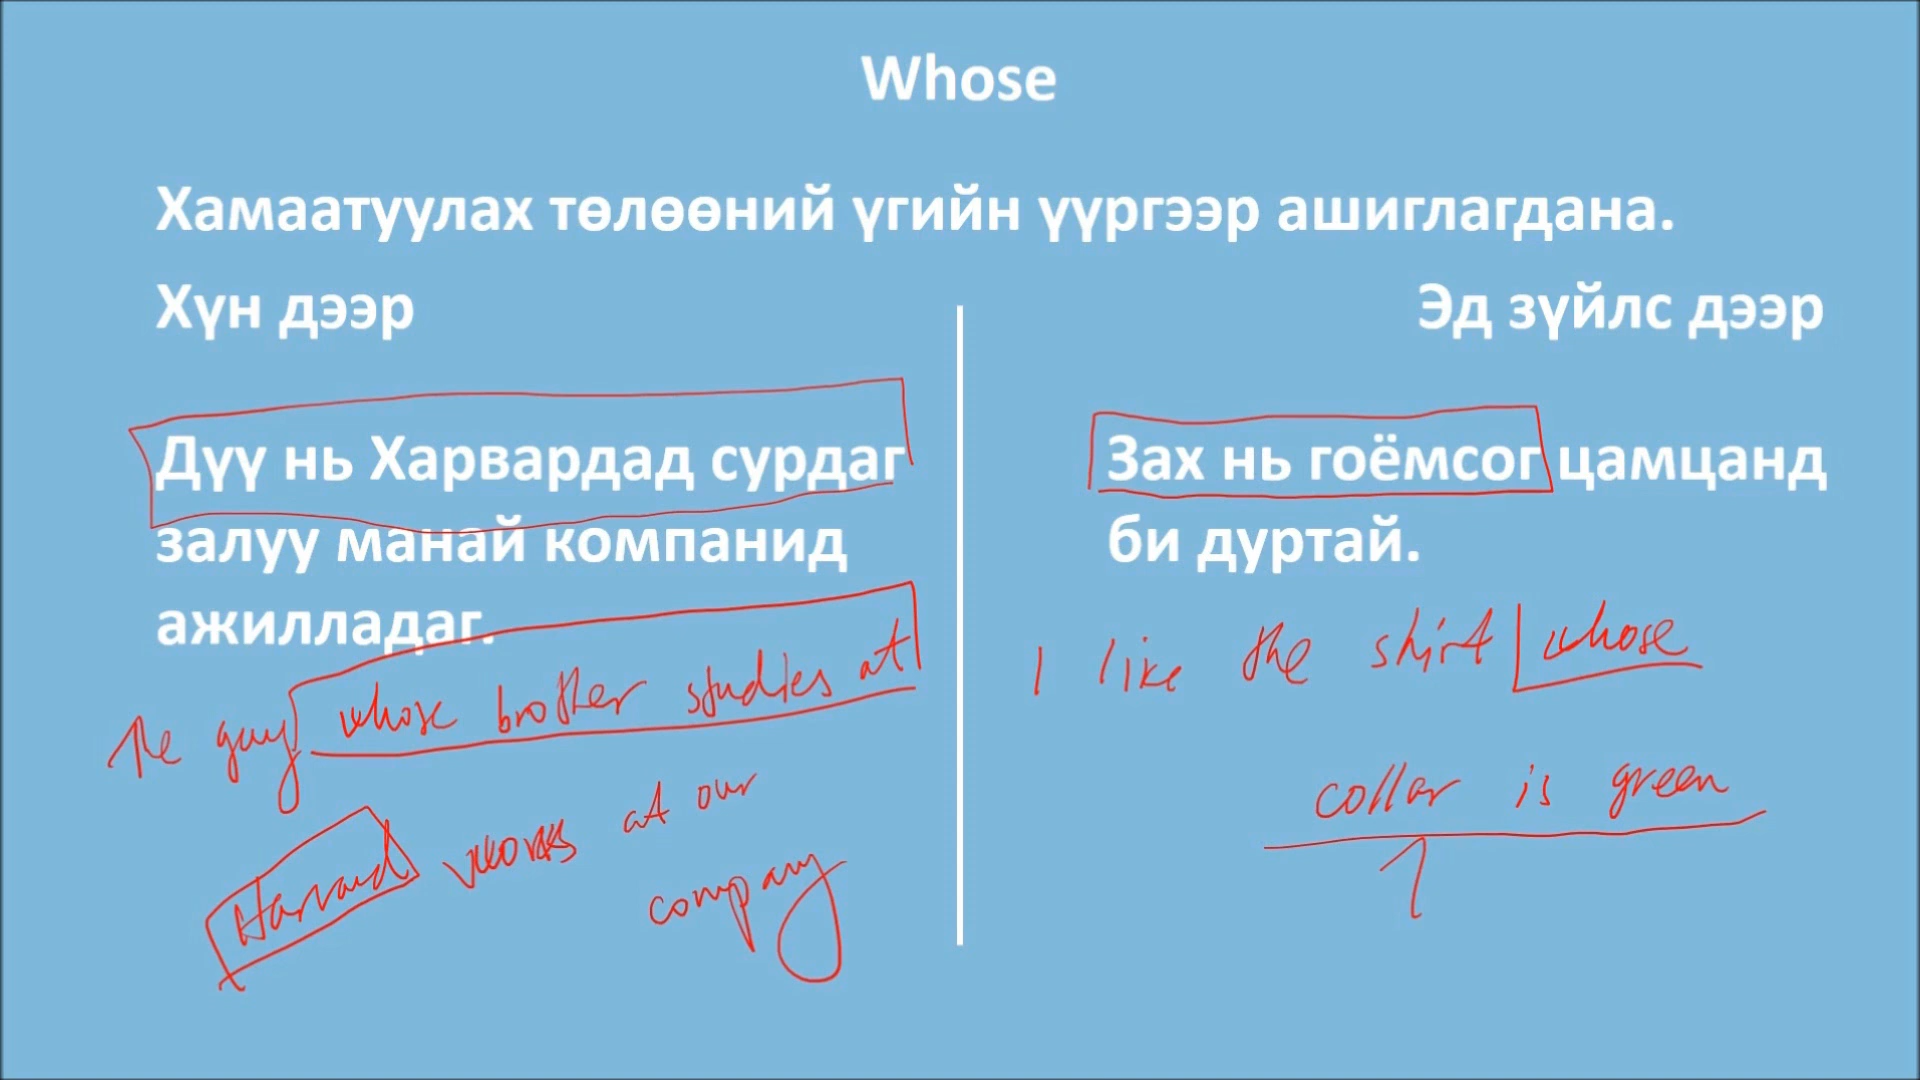 Whose
Хамаатуулах төлөөний үгийн үүргээр ашиглагдана.
Хүн дээр
Эд зүйлс дээр
Дүү нь Харвардад сурдаг
залуу манай компанид
ажилладаг.
The guy whose brother studies at
Harvard works at our
company
Зах нь гоёмсог цамцанд
би дуртай.
I like the shirt whose
collar is green